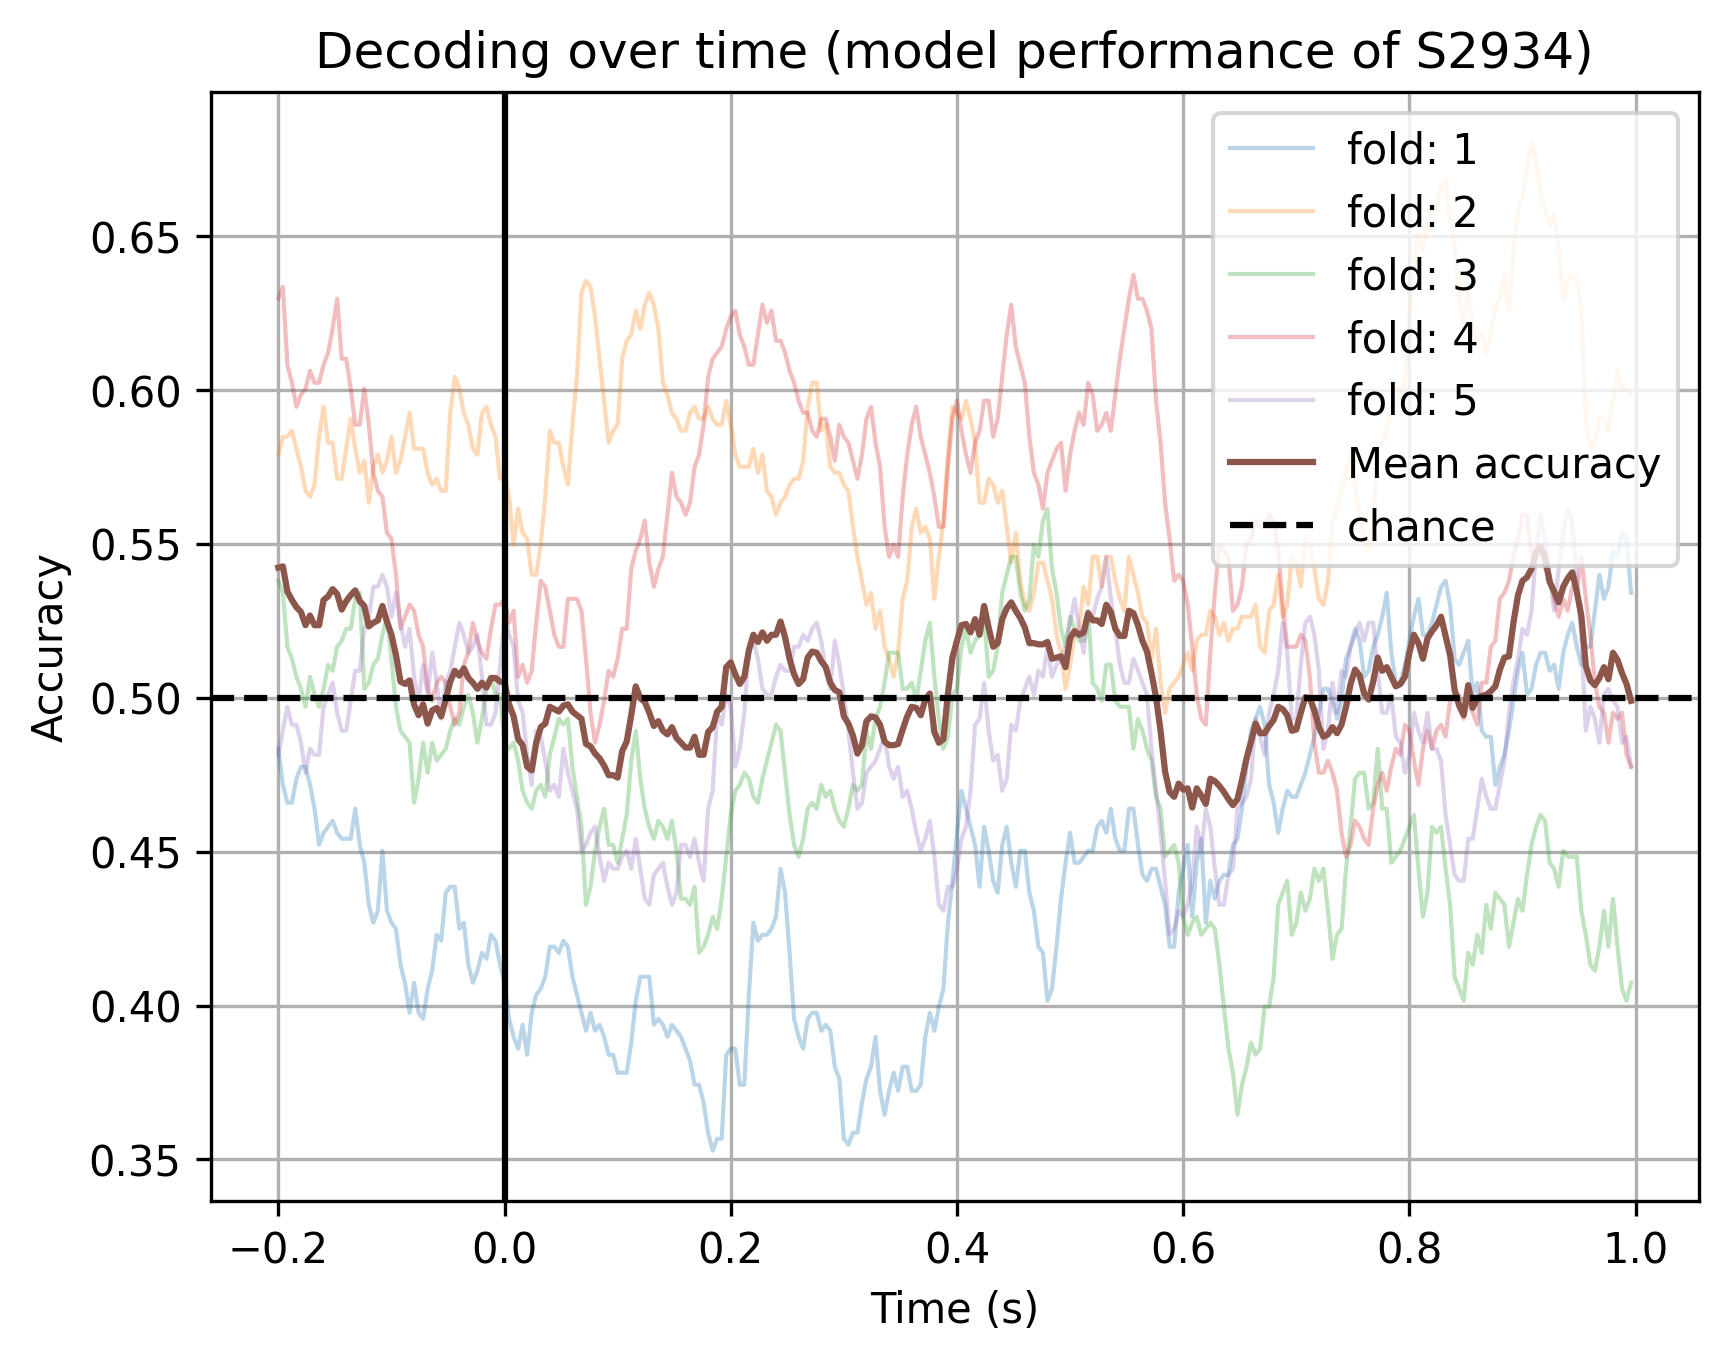 Decoding over time (model performance of S2934)
fold: 1
fold: 2
fold: 3
fold: 4
fold: 5
Mean accuracy
chance
Accuracy
0.65
0.60
0.55
0.50
0.45
0.40
0.35
−0.2 0.0 0.2 0.4 0.6 0.8 1.0
Time (s)